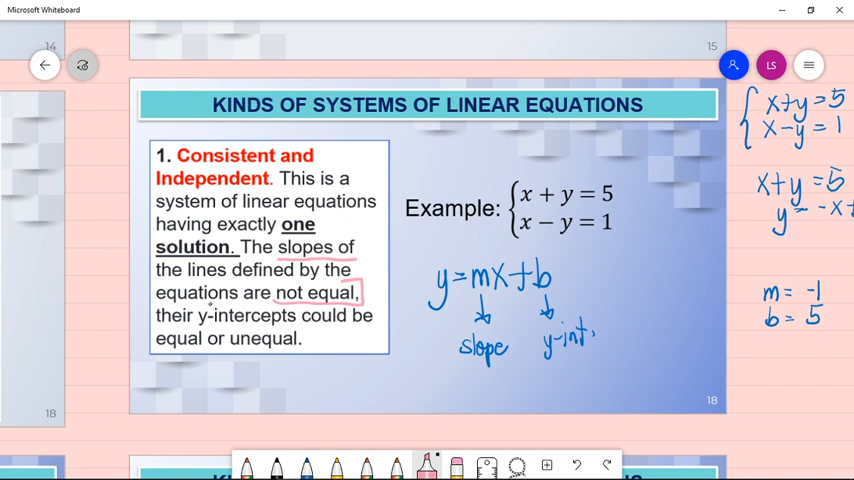 Microsoft Whiteboard
14
15
LS
KINDS OF SYSTEMS OF LINEAR EQUATIONS
1. Consistent and
Independent. This is a
system of linear equations
having exactly one
solution. The slopes of
the lines defined by the
equations are not equal,
their y-intercepts could be
equal or unequal.
Example: { x + y = 5
x − y = 1
y = mx + b
slope y-int.
18
18
{ x+y = 5
x-y = 1
x+y = 5
y = -x+
m = -1
b = 5